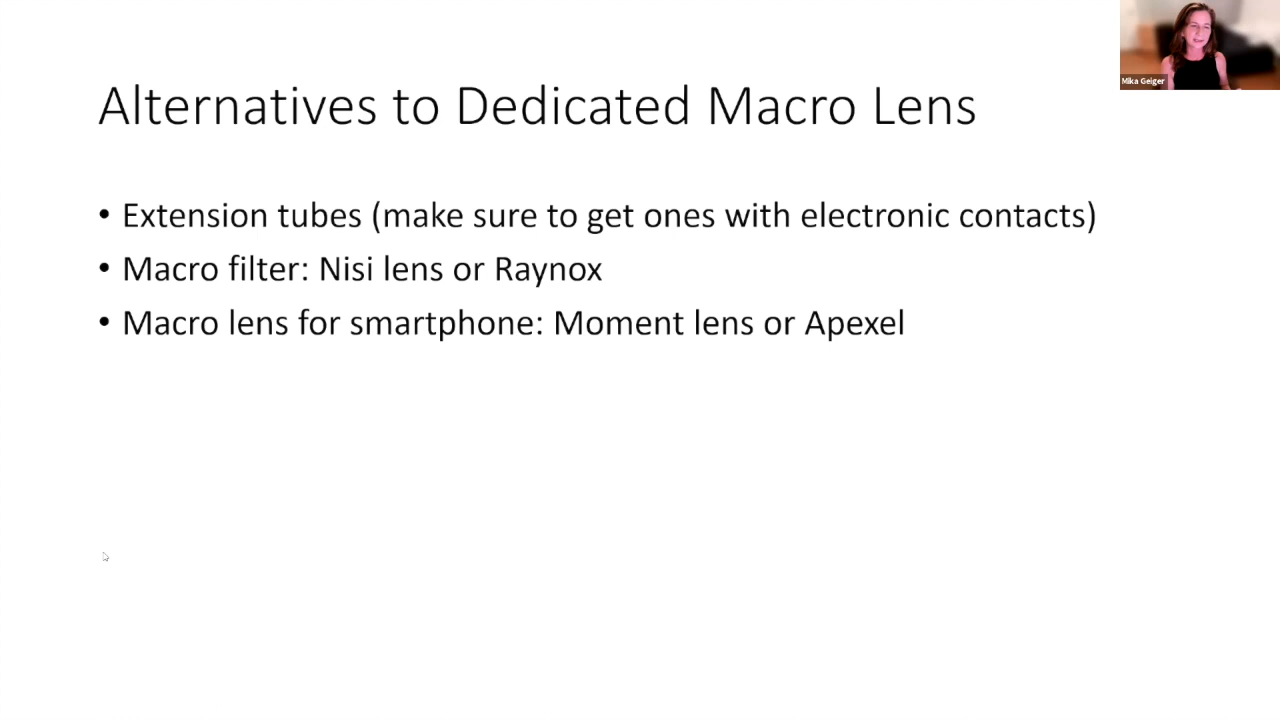 Alternatives to Dedicated Macro Lens
• Extension tubes (make sure to get ones with electronic contacts)
• Macro filter: Nisi lens or Raynox
• Macro lens for smartphone: Moment lens or Apexel
Mika Geiger